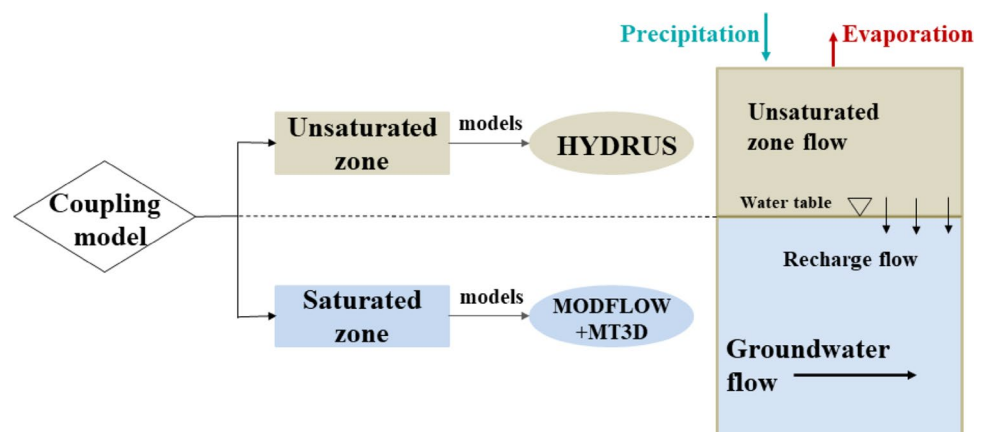 Precipitation
Evaporation
Unsaturated
zone
models
HYDRUS
Unsaturated
zone flow
Coupling
model
Water table
Recharge flow
Saturated
zone
models
MODFLOW
+MT3D
Groundwater
flow